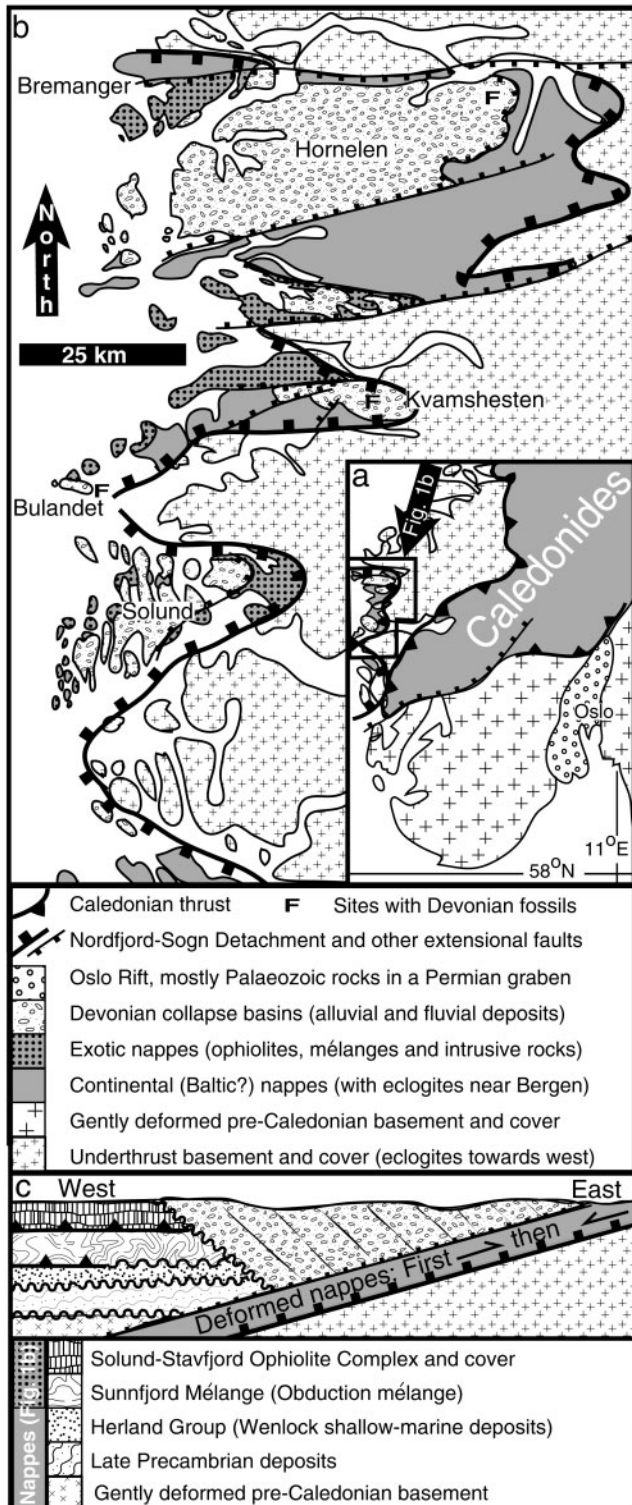 b
Bremanger
F
Hornelen
North
25 km
F
Kvamshesten
F
Bulandet
Solund
a
Fig. 1b
Caledonides
Oslo
11°E
58°N
Caledonian thrust F Sites with Devonian fossils
Nordfjord-Sogn Detachment and other extensional faults
Oslo Rift, mostly Palaeozoic rocks in a Permian graben
Devonian collapse basins (alluvial and fluvial deposits)
Exotic nappes (ophiolites, mélanges and intrusive rocks)
Continental (Baltic?) nappes (with eclogites near Bergen)
Gently deformed pre-Caledonian basement and cover
Underthrust basement and cover (eclogites towards west)
c West East
Deformed nappes: First then
Nappes (Fig. 1b)
Solund-Stavfjord Ophiolite Complex and cover
Sunnfjord Mélange (Obduction mélange)
Herland Group (Wenlock shallow-marine deposits)
Late Precambrian deposits
Gently deformed pre-Caledonian basement